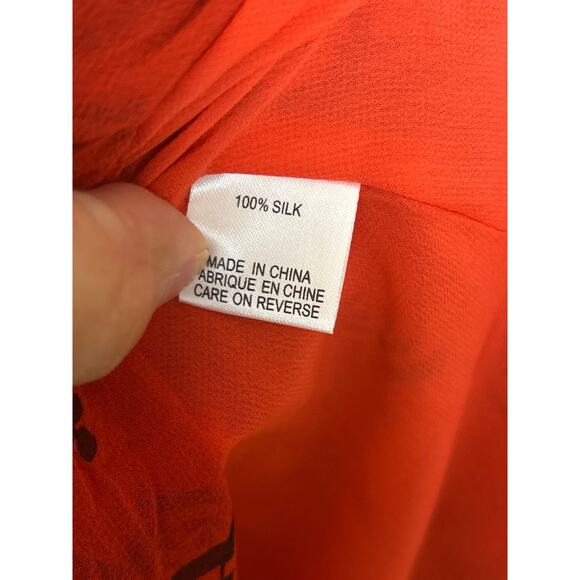 100% SILK
MADE IN CHINA
ABRIQUE EN CHINE
CARE ON REVERSE